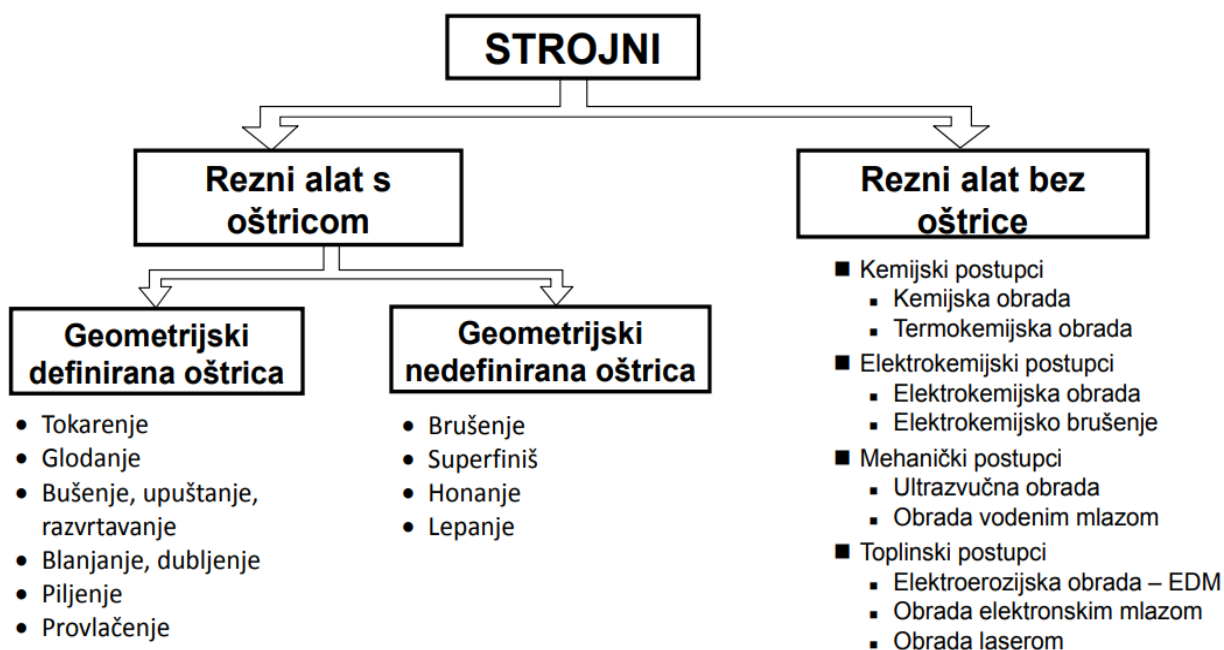 STROJNI
Rezni alat s
oštricom
Geometrijski
definirana oštrica
• Tokarenje
• Glodanje
• Bušenje, upuštanje,
razvrtavanje
• Blanjanje, dubljenje
• Piljenje
• Provlačenje
Geometrijski
nedefinirana oštrica
• Brušenje
• Superfiniš
• Honanje
• Lepanje
Rezni alat bez
oštrice
■ Kemijski postupci
▪ Kemijska obrada
▪ Termokemijska obrada
■ Elektrokemijski postupci
▪ Elektrokemijska obrada
▪ Elektrokemijsko brušenje
■ Mehanički postupci
▪ Ultrazvučna obrada
▪ Obrada vodenim mlazom
■ Toplinski postupci
▪ Elektroerozijska obrada – EDM
▪ Obrada elektronskim mlazom
▪ Obrada laserom